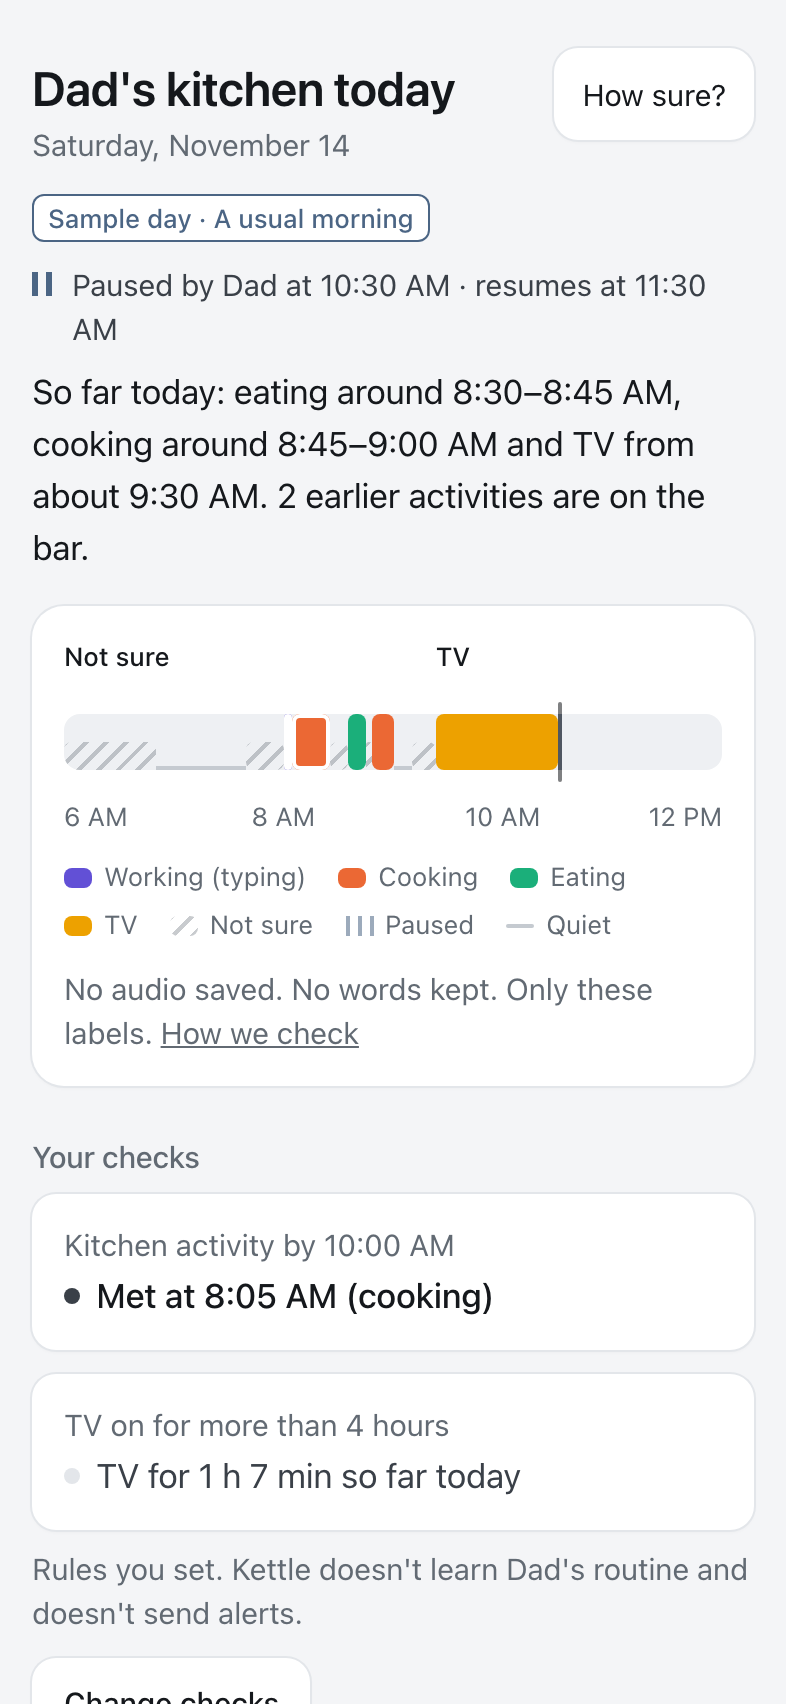 Dad's kitchen today
How sure?
Saturday, November 14
Sample day · A usual morning
Paused by Dad at 10:30 AM · resumes at 11:30
AM
So far today: eating around 8:30–8:45 AM,
cooking around 8:45–9:00 AM and TV from
about 9:30 AM. 2 earlier activities are on the
bar.
Not sure TV
6 AM 8 AM 10 AM 12 PM
Working (typing) Cooking Eating
TV Not sure Paused Quiet
No audio saved. No words kept. Only these
labels. How we check
Your checks
Kitchen activity by 10:00 AM
Met at 8:05 AM (cooking)
TV on for more than 4 hours
TV for 1 h 7 min so far today
Rules you set. Kettle doesn't learn Dad's routine and
doesn't send alerts.
Change checks